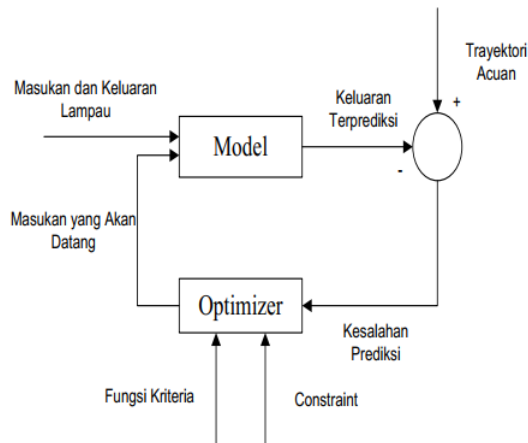 Trayektori
Acuan
Masukan dan Keluaran
Lampau
Keluaran
Terprediksi
+
Model
-
Masukan yang Akan
Datang
Optimizer
Kesalahan
Prediksi
Fungsi Kriteria
Constraint